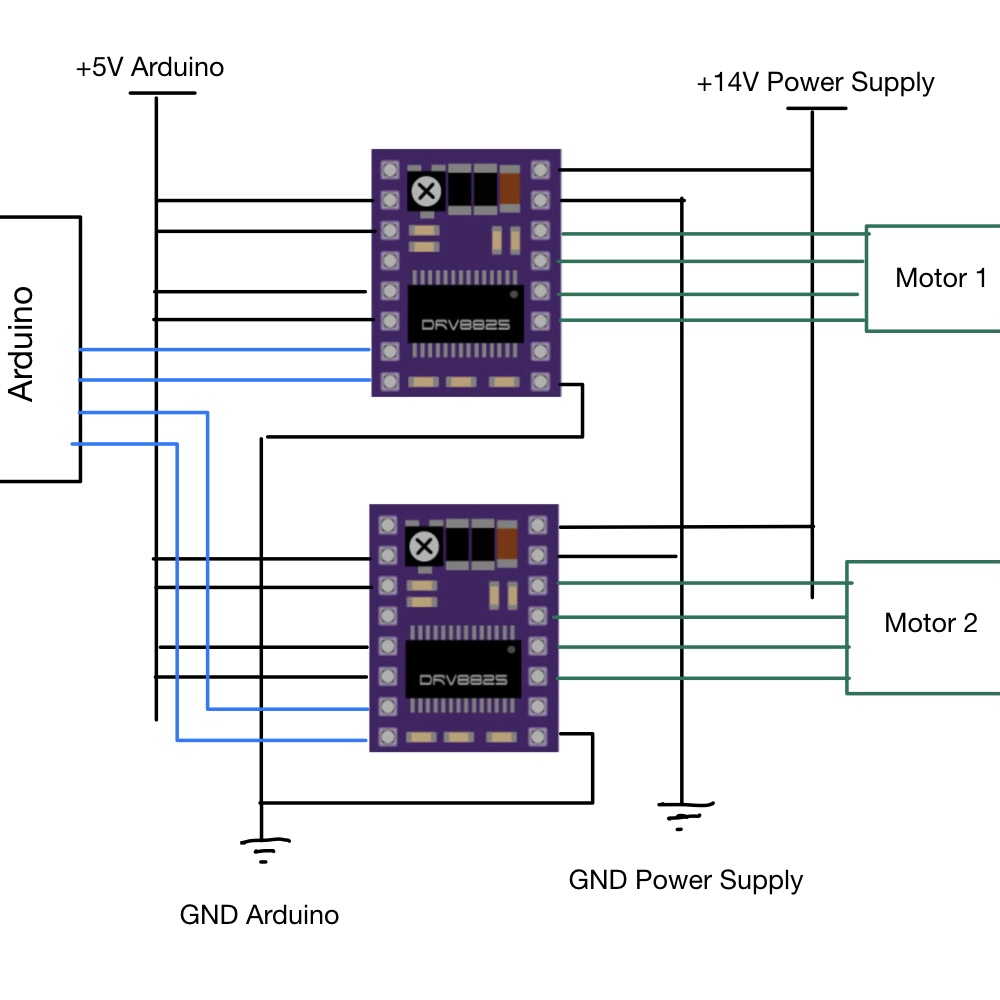 +5V Arduino
+14V Power Supply
Arduino
DRV8825
Motor 1
DRV8825
Motor 2
GND Power Supply
GND Arduino